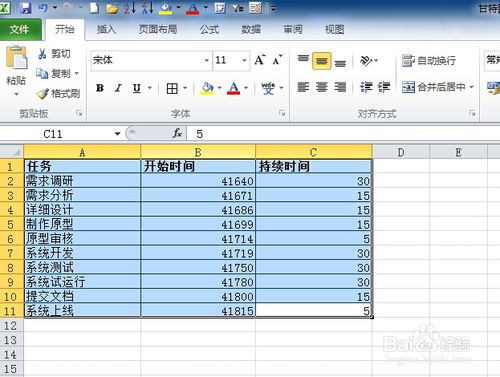 甘特图
文件 开始 插入 页面布局 公式 数据 审阅 视图
剪切
宋体 11 A A 自动换行 常规
粘贴 复制
格式刷 B I U A 变 wén 合并后居中
剪贴板 字体 对齐方式
C11 fx 5
A B C D E
1 任务 开始时间 持续时间
2 需求调研 41640 30
3 需求分析 41671 15
4 详细设计 41686 15
5 制作原型 41699 15
6 原型审核 41714 5
7 系统开发 41719 30
8 系统测试 41750 30
9 系统试运行 41780 30
10 提交文档 41800 15
11 系统上线 41815 5
12
13
14
15
Baidu 经验
jingyan.baidu.com